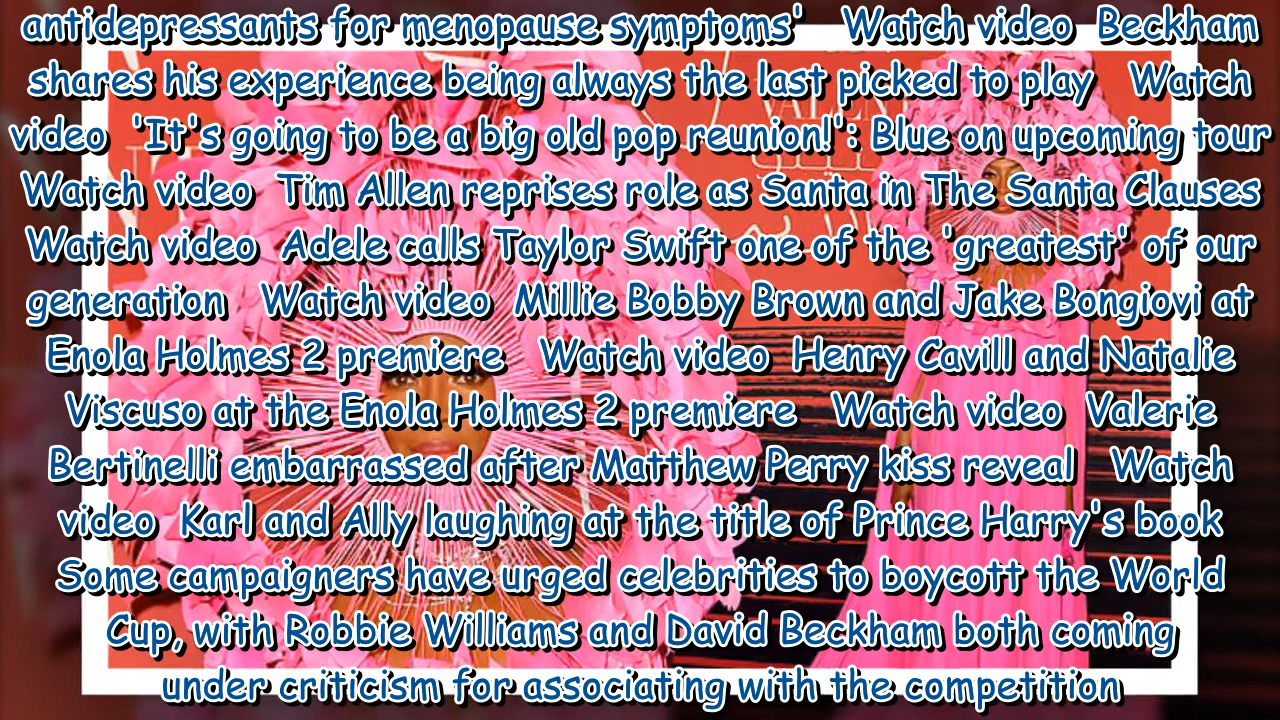 antidepressants for menopause symptoms' Watch video Beckham
shares his experience being always the last picked to play Watch
video 'It's going to be a big old pop reunion!': Blue on upcoming tour
Watch video Tim Allen reprises role as Santa in The Santa Clauses
Watch video Adele calls Taylor Swift one of the 'greatest' of our
generation Watch video Millie Bobby Brown and Jake Bongiovi at
Enola Holmes 2 premiere Watch video Henry Cavill and Natalie
Viscuso at the Enola Holmes 2 premiere Watch video Valerie
Bertinelli embarrassed after Matthew Perry kiss reveal Watch
video Karl and Ally laughing at the title of Prince Harry's book
Some campaigners have urged celebrities to boycott the World
Cup, with Robbie Williams and David Beckham both coming
under criticism for associating with the competition